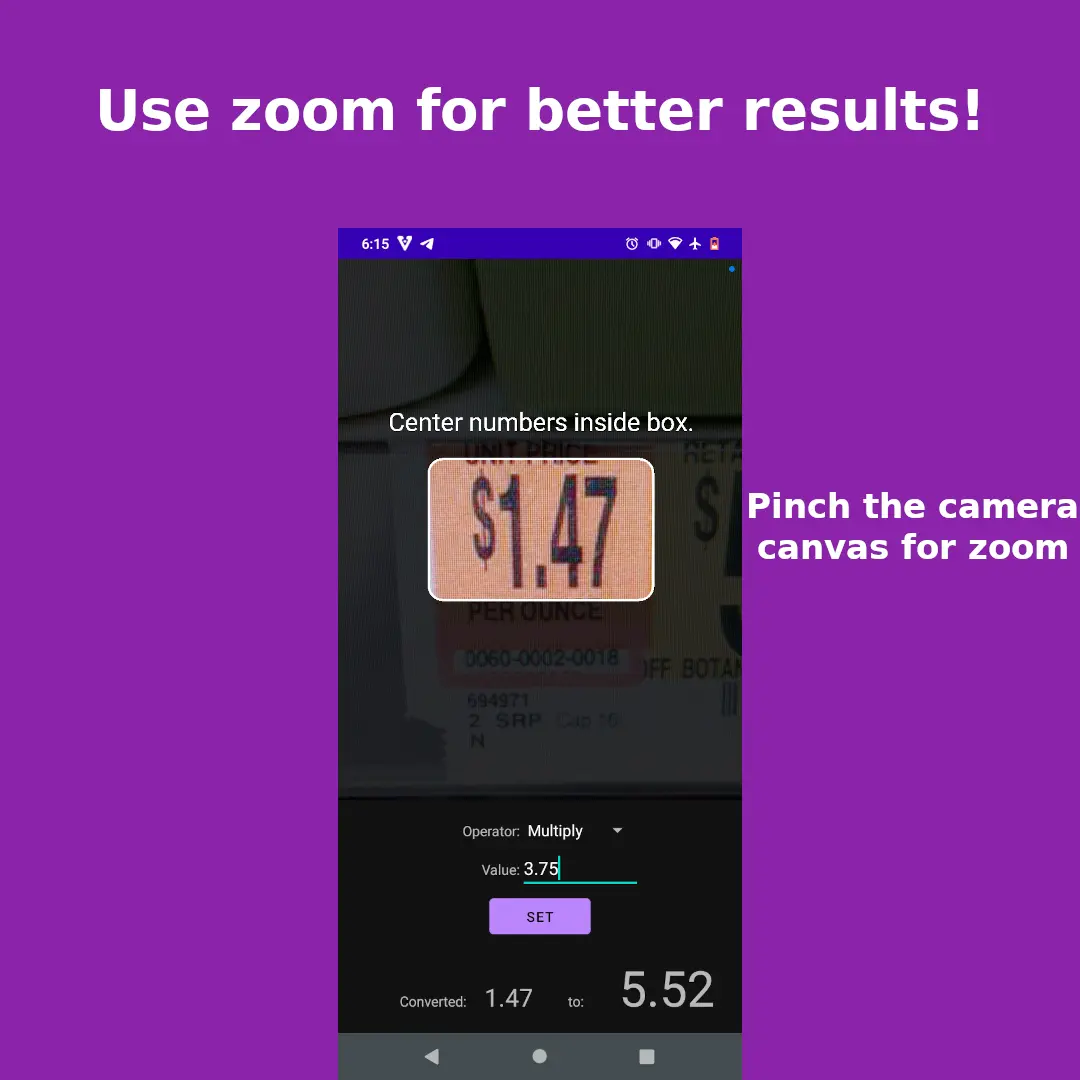 Use zoom for better results!
6:15
Center numbers inside box.
UNIT PRICE
$1.47
$
PER OUNCE
0060-0002-0018
OFF BOTAN
694971
2 SRP Cap 16
N
Pinch the camera
canvas for zoom
Operator: Multiply
Value: 3.75
SET
Converted: 1.47 to: 5.52